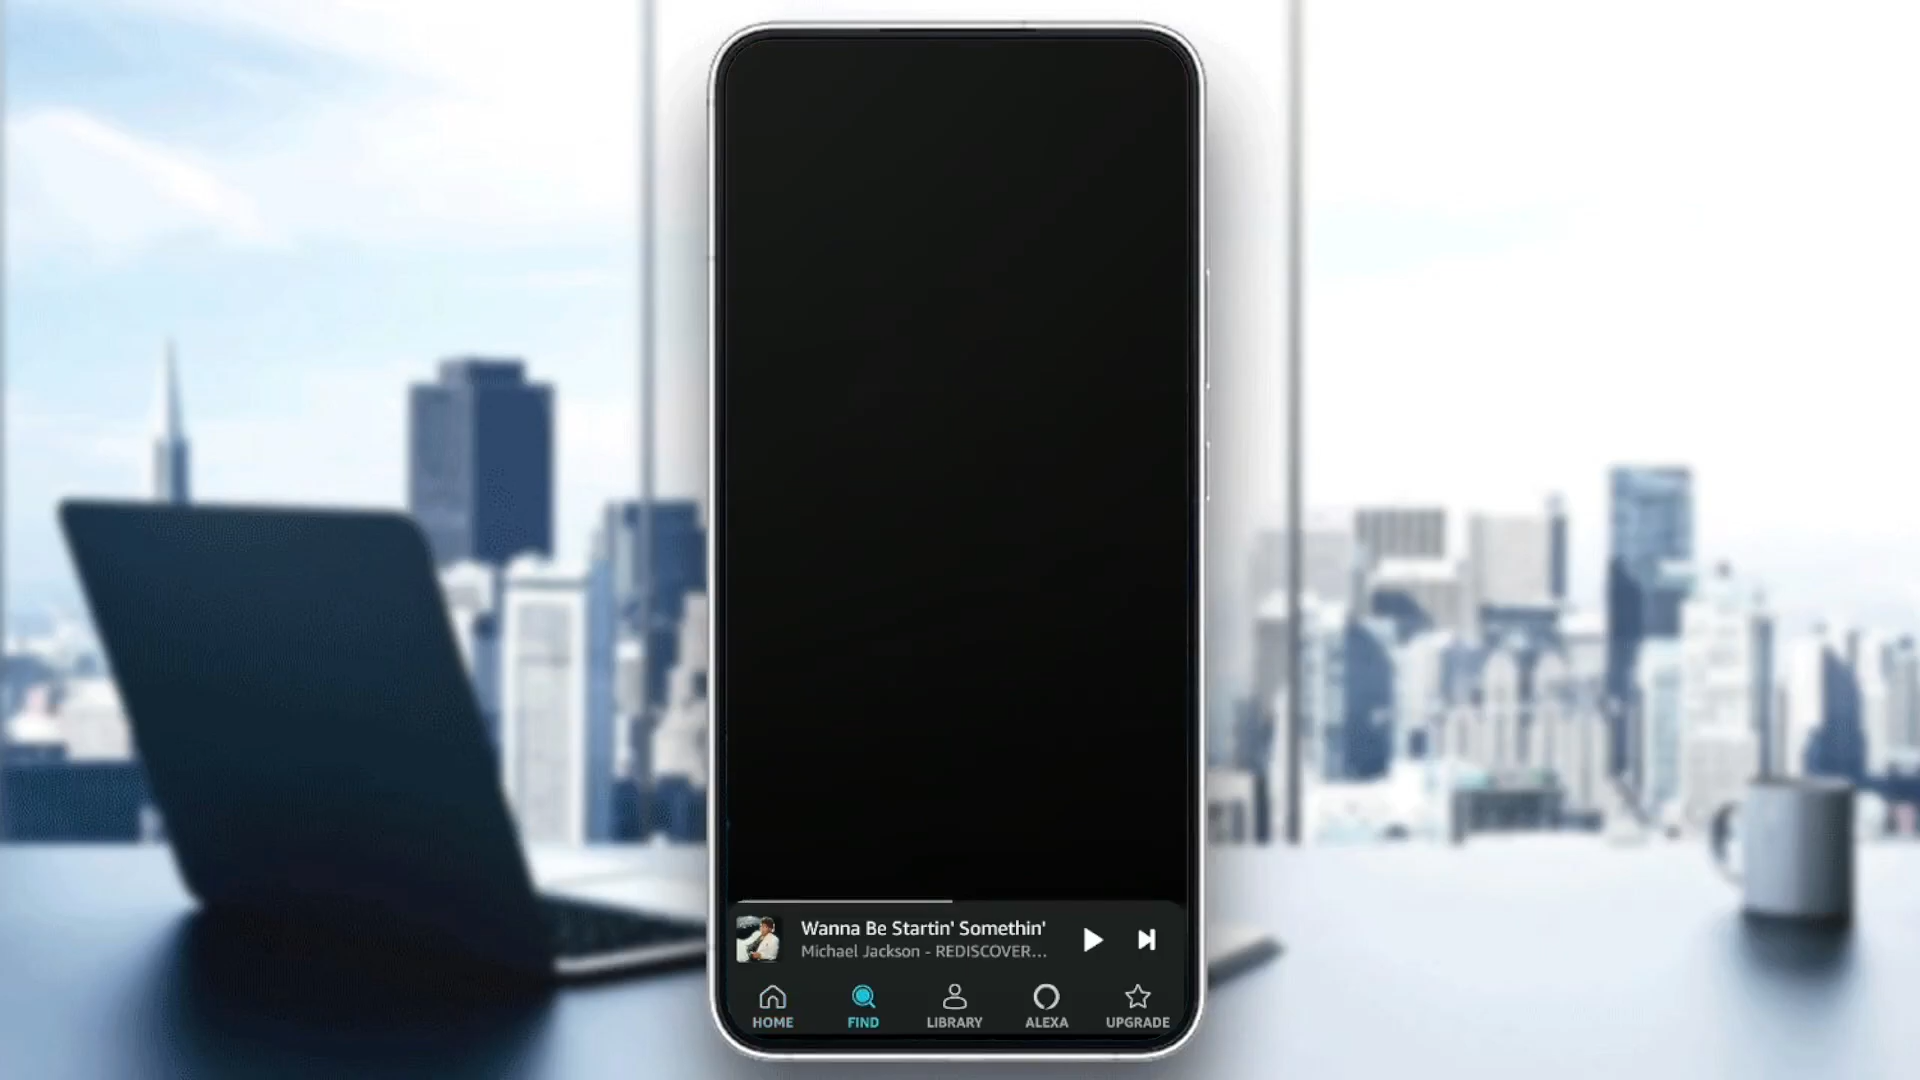 Wanna Be Startin' Somethin'
Michael Jackson - REDISCOVER...
HOME FIND LIBRARY ALEXA UPGRADE